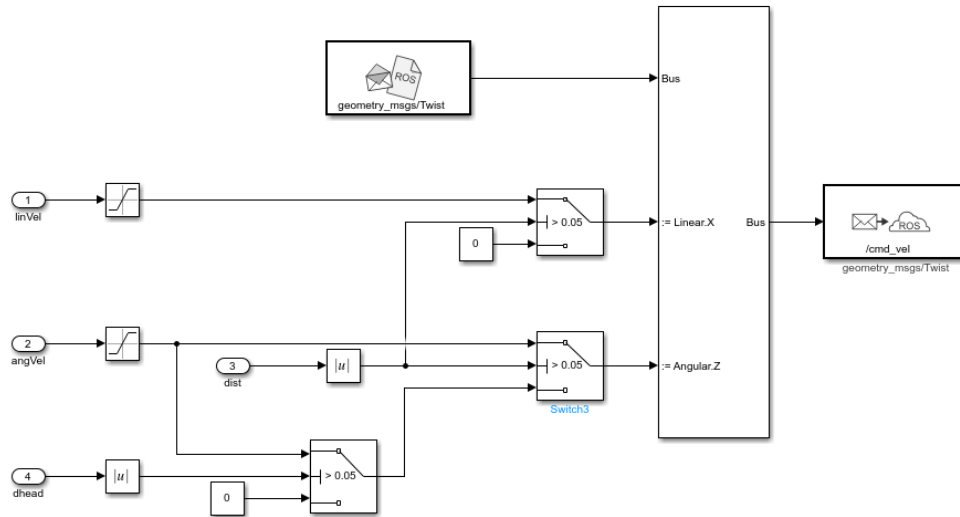 ROS
geometry_msgs/Twist
Bus
1
linVel
> 0.05
0
:= Linear.X
Bus
ROS
/cmd_vel
geometry_msgs/Twist
2
angVel
3
dist
|u|
> 0.05
Switch3
:= Angular.Z
4
dhead
|u|
> 0.05
0